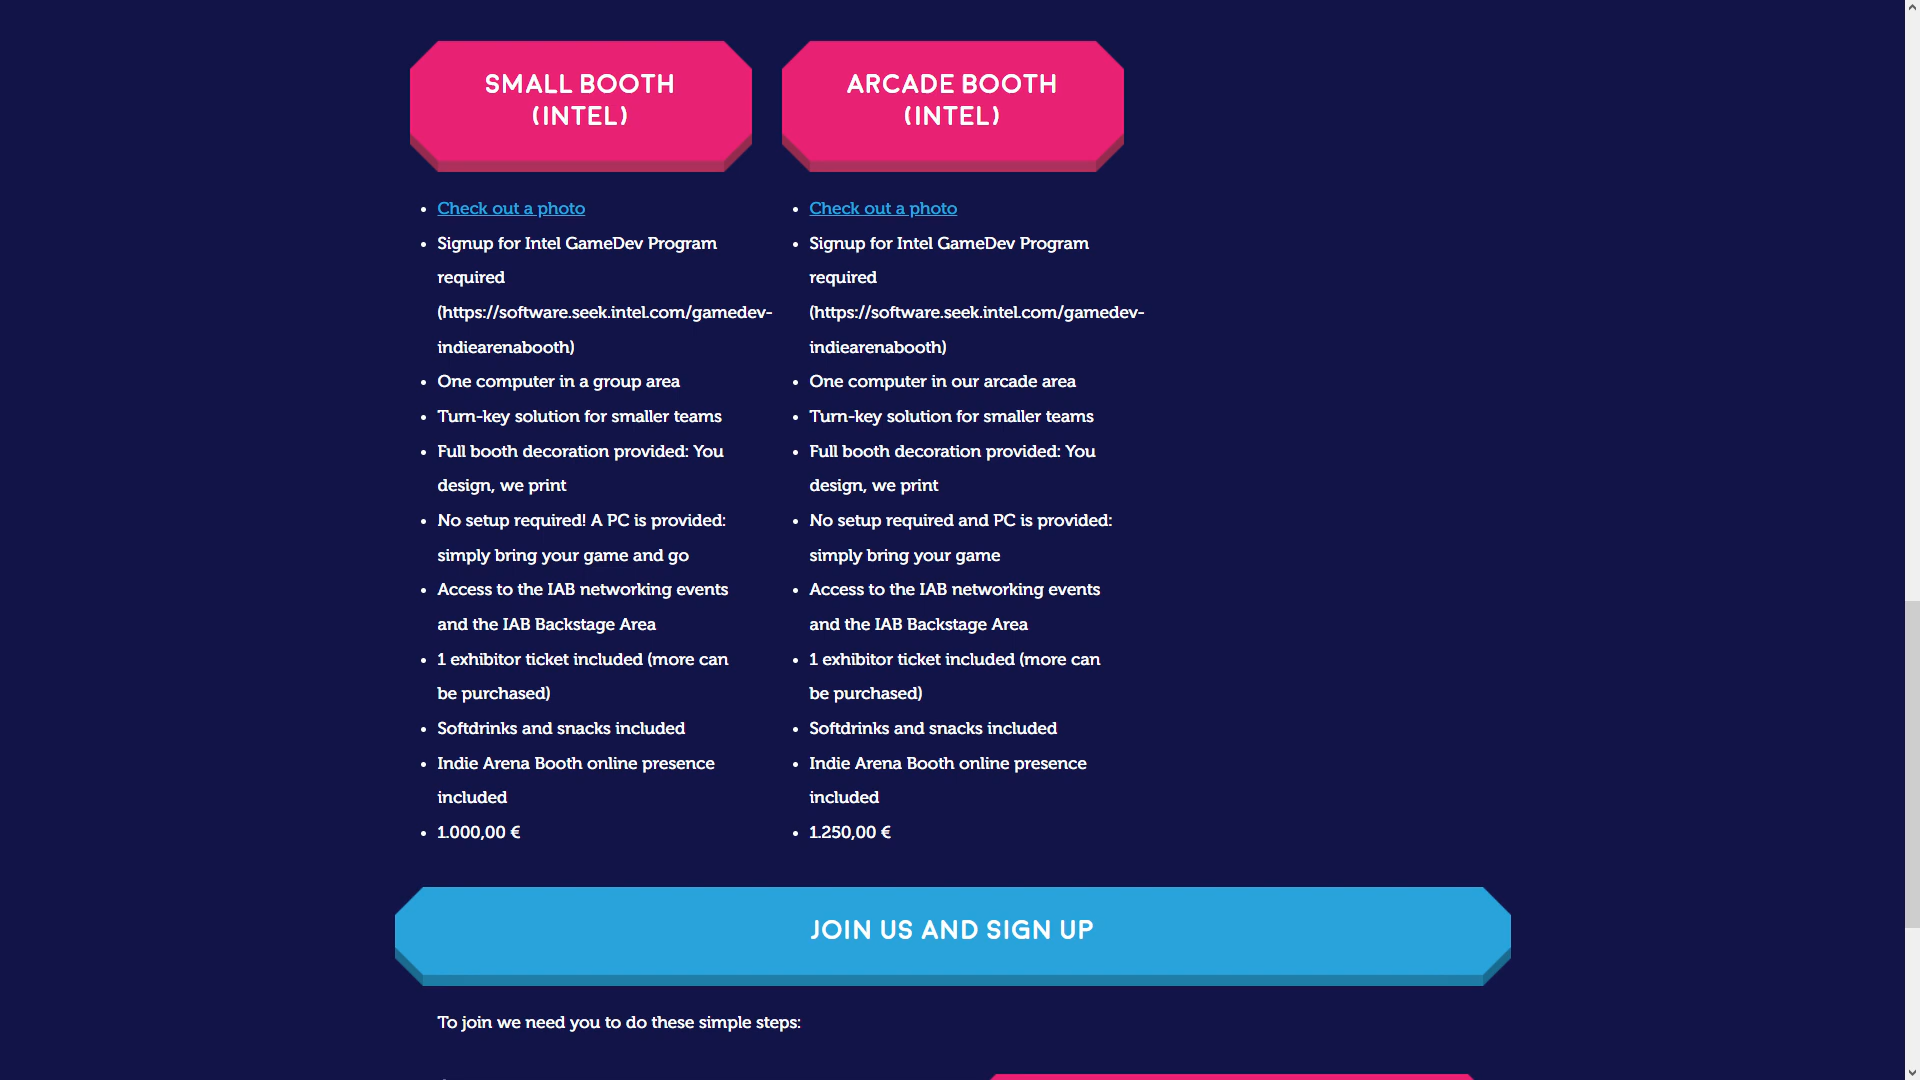 SMALL BOOTH
(INTEL)
Check out a photo
Signup for Intel GameDev Program
required
(https://software.seek.intel.com/gamedev-
indiearenabooth)
One computer in a group area
Turn-key solution for smaller teams
Full booth decoration provided: You
design, we print
No setup required! A PC is provided:
simply bring your game and go
Access to the IAB networking events
and the IAB Backstage Area
1 exhibitor ticket included (more can
be purchased)
Softdrinks and snacks included
Indie Arena Booth online presence
included
1.000,00 €
ARCADE BOOTH
(INTEL)
Check out a photo
Signup for Intel GameDev Program
required
(https://software.seek.intel.com/gamedev-
indiearenabooth)
One computer in our arcade area
Turn-key solution for smaller teams
Full booth decoration provided: You
design, we print
No setup required and PC is provided:
simply bring your game
Access to the IAB networking events
and the IAB Backstage Area
1 exhibitor ticket included (more can
be purchased)
Softdrinks and snacks included
Indie Arena Booth online presence
included
1.250,00 €
JOIN US AND SIGN UP
To join we need you to do these simple steps: